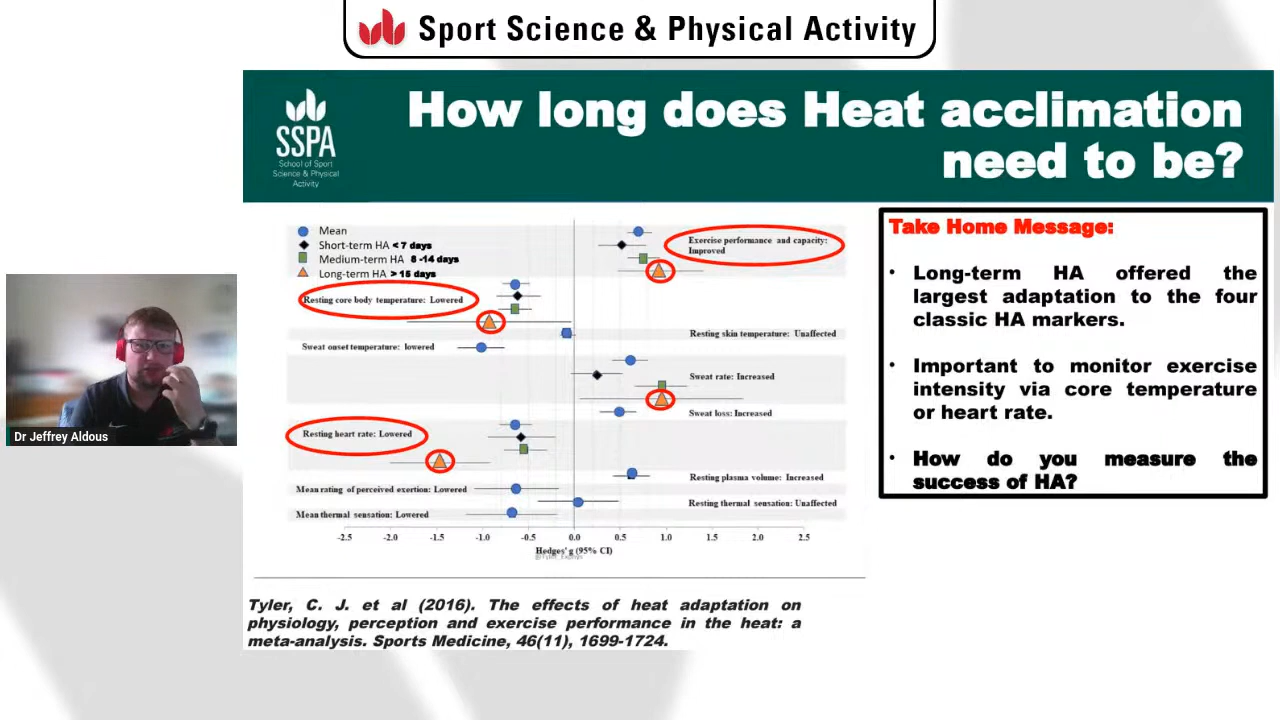 Sport Science & Physical Activity
SSPA
School of Sport
Science & Physical
Activity
How long does Heat acclimation
need to be?
Mean
Short-term HA < 7 days
Medium-term HA 8 -14 days
Long-term HA > 15 days
Exercise performance and capacity:
Improved
Resting core body temperature: Lowered
Resting skin temperature: Unaffected
Sweat onset temperature: lowered
Sweat rate: Increased
Sweat loss: Increased
Resting heart rate: Lowered
Resting plasma volume: Increased
Mean rating of perceived exertion: Lowered
Resting thermal sensation: Unaffected
Mean thermal sensation: Lowered
-2.5 -2.0 -1.5 -1.0 -0.5 0.0 0.5 1.0 1.5 2.0 2.5
Hedges' g (95% CI)
Tyler, C. J. et al (2016). The effects of heat adaptation on
physiology, perception and exercise performance in the heat: a
meta-analysis. Sports Medicine, 46(11), 1699-1724.
Take Home Message:
• Long-term HA offered the
largest adaptation to the four
classic HA markers.
• Important to monitor exercise
intensity via core temperature
or heart rate.
• How do you measure the
success of HA?
Dr Jeffrey Aldous